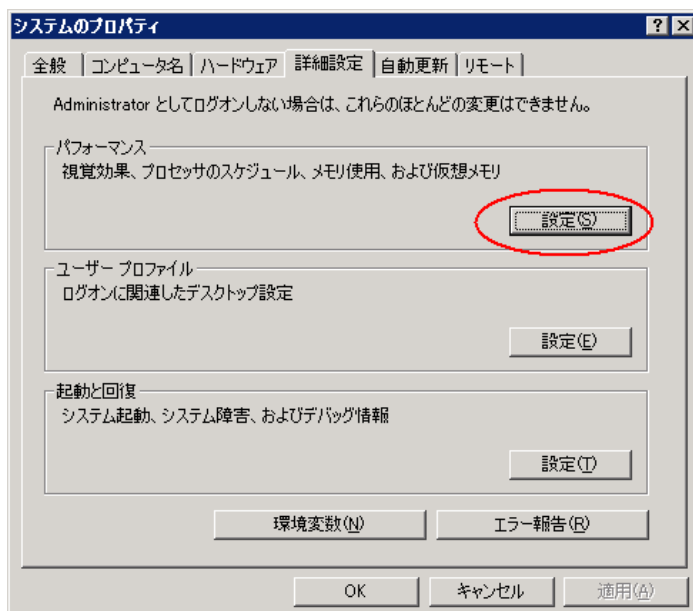 システムのプロパティ
全般 コンピュータ名 ハードウェア 詳細設定 自動更新 リモート
Administrator としてログオンしない場合は、これらのほとんどの変更はできません。
パフォーマンス
視覚効果、プロセッサのスケジュール、メモリ使用、および仮想メモリ
設定(S)
ユーザー プロファイル
ログオンに関連したデスクトップ設定
設定(E)
起動と回復
システム起動、システム障害、およびデバッグ情報
設定(T)
環境変数(N) エラー報告(R)
OK キャンセル 適用(A)